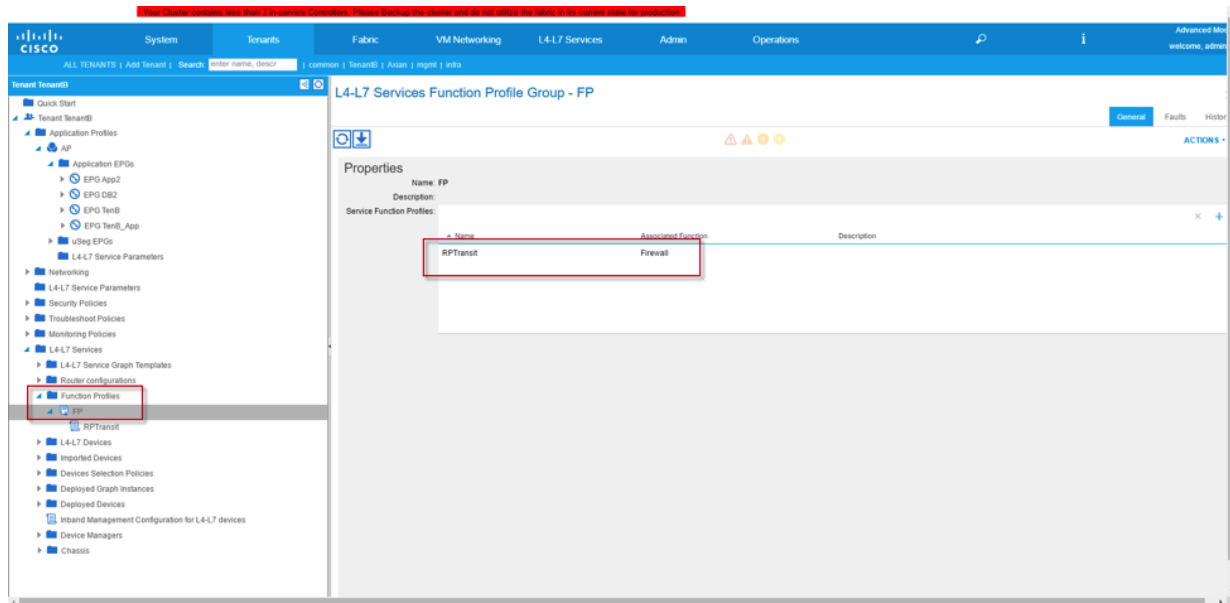 Your Cluster contains less than 3 in-service Controllers. Please Backup the cluster and do not utilize the fabric in its current state for production.
CISCO
System Tenants Fabric VM Networking L4-L7 Services Admin Operations i
Advanced Mod
welcome, admin
ALL TENANTS | Add Tenant | Search: enter name, descr | common | TenantB | Axian | mgmt | infra
Tenant TenantB
Quick Start
Tenant TenantB
Application Profiles
AP
Application EPGs
EPG App2
EPG DB2
EPG TenB
EPG TenB_App
uSeg EPGs
L4-L7 Service Parameters
Networking
L4-L7 Service Parameters
Security Policies
Troubleshoot Policies
Monitoring Policies
L4-L7 Services
L4-L7 Service Graph Templates
Router configurations
Function Profiles
FP
RPTransit
L4-L7 Devices
Imported Devices
Devices Selection Policies
Deployed Graph Instances
Deployed Devices
Inband Management Configuration for L4-L7 devices
Device Managers
Chassis
L4-L7 Services Function Profile Group - FP
General Faults Histor
ACTIONS
Properties
Name: FP
Description:
Service Function Profiles:
Name Associated Function Description
RPTransit Firewall